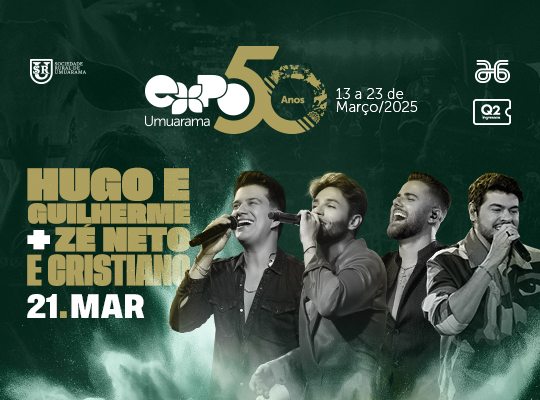 SOCIEDADE
RURAL DE
UMUARAMA
expo
50
Anos
Umuarama
13 a 23 de
Março/2025
Q2
Ingressos
HUGO E
GUILHERME
+ ZÉ NETO
E CRISTIANO
21.MAR